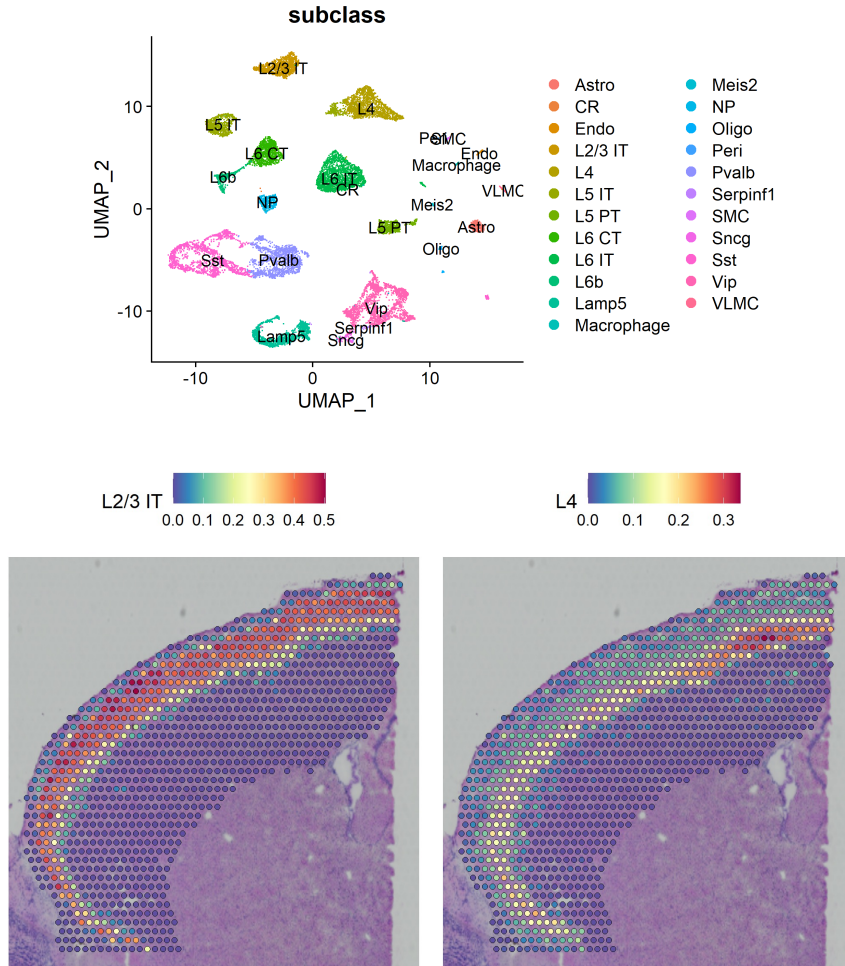 subclass
L2/3 IT
L4
L5 IT
SMC
L6 CT
Endo
Macrophage
L6b
L6 IT
CR
VLMC
NP
Meis2
L5 PT
Astro
Oligo
Sst
Pvalb
Vip
Serpinf1
Lamp5
Sncg
10
0
-10
UMAP_2
-10
0
10
UMAP_1
Astro
CR
Endo
L2/3 IT
L4
L5 IT
L5 PT
L6 CT
L6 IT
L6b
Lamp5
Macrophage
Meis2
NP
Oligo
Peri
Pvalb
Serpinf1
SMC
Sncg
Sst
Vip
VLMC
L2/3 IT
0.0 0.1 0.2 0.3 0.4 0.5
L4
0.0 0.1 0.2 0.3